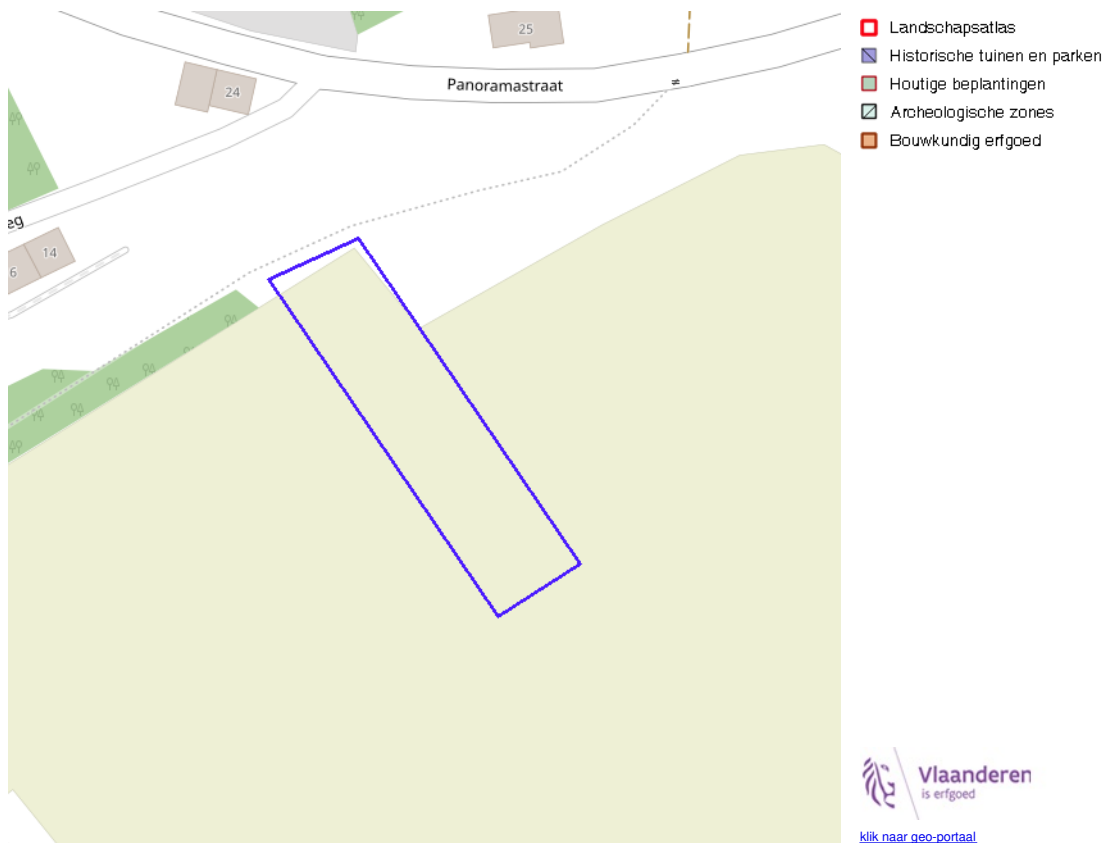 25
24
Panoramastraat
≠
eg
14
6
Landschapsatlas
Historische tuinen en parken
Houtige beplantingen
Archeologische zones
Bouwkundig erfgoed
Vlaanderen
is erfgoed
klik naar geo-portaal